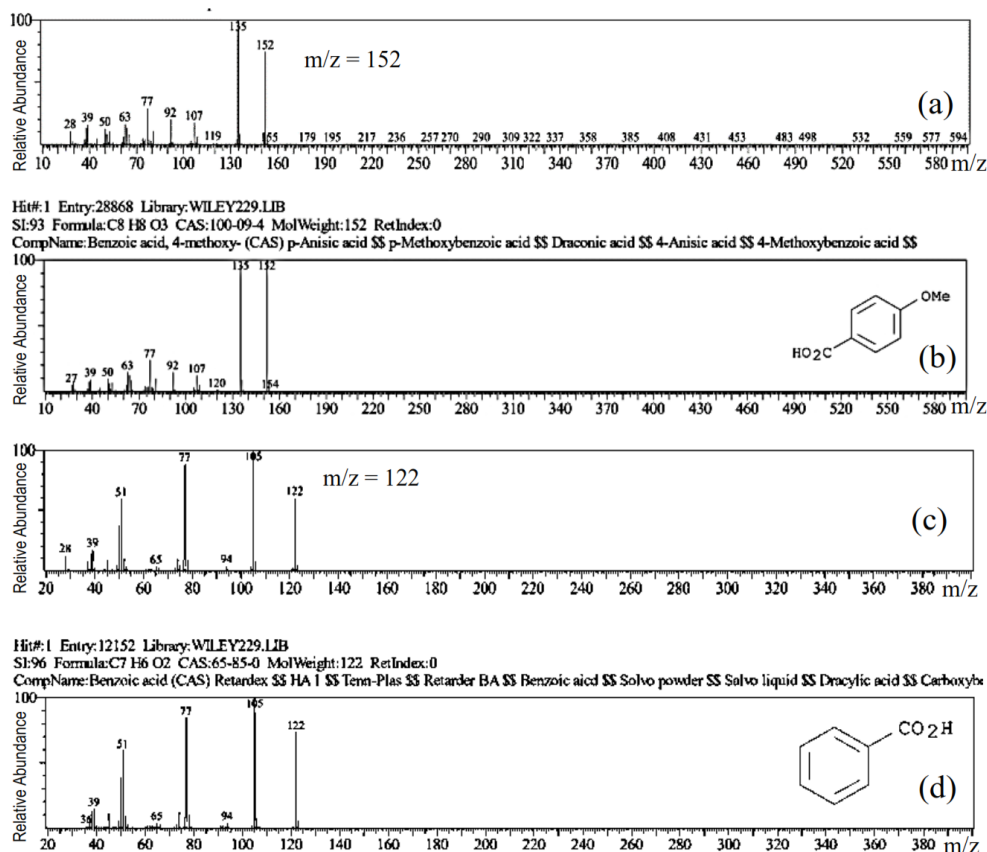 100
Relative Abundance
135
152
m/z = 152
(a)
28 39 50 63 77 92 107 119 155 179 195 217 236 257 270 290 309 322 337 358 385 408 431 453 483 498 532 559 577 594
10 40 70 100 130 160 190 220 250 280 310 340 370 400 430 460 490 520 550 580 m/z
Hit#:1 Entry:28868 Library:WILEY229.LIB
SI:93 Formula:C8 H8 O3 CAS:100-09-4 MolWeight:152 RetIndex:0
CompName:Benzoic acid, 4-methoxy- (CAS) p-Anisic acid $$ p-Methoxybenzoic acid $$ Draconic acid $$ 4-Anisic acid $$ 4-Methoxybenzoic acid $$
100
Relative Abundance
135 152
OMe
HO2C
(b)
27 39 50 63 77 92 107 120 154
10 40 70 100 130 160 190 220 250 280 310 340 370 400 430 460 490 520 550 580 m/z
100
Relative Abundance
77 105
m/z = 122
51 122
(c)
28 39 65 94
20 40 60 80 100 120 140 160 180 200 220 240 260 280 300 320 340 360 380 m/z
Hit#:1 Entry:12152 Library:WILEY229.LIB
SI:96 Formula:C7 H6 O2 CAS:65-85-0 MolWeight:122 RetIndex:0
CompName:Benzoic acid (CAS) Retardex $$ HA 1 $$ Tenn-Plas $$ Retarder BA $$ Benzoic aicd $$ Salvo powder $$ Salvo liquid $$ Dracylic acid $$ Carboxyb
100
Relative Abundance
77 105
122
CO2H
51
(d)
36 39 65 94
20 40 60 80 100 120 140 160 180 200 220 240 260 280 300 320 340 360 380 m/z